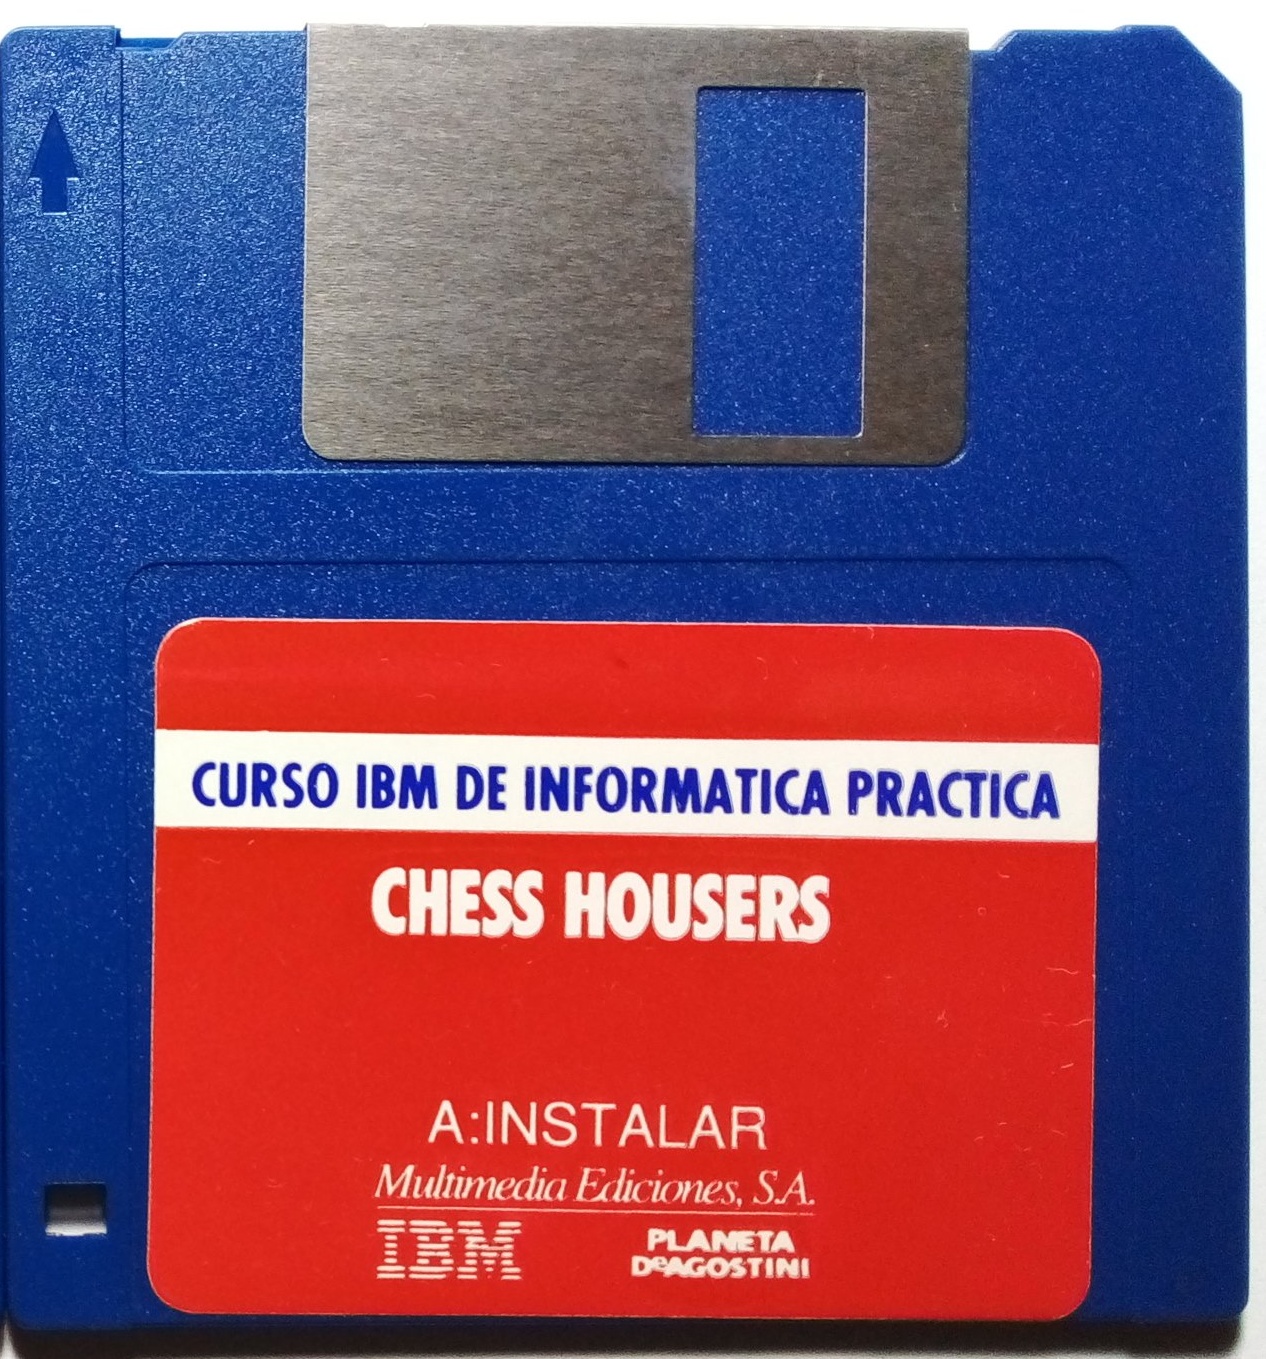 CURSO IBM DE INFORMATICA PRACTICA
CHESS HOUSERS
A:INSTALAR
Multimedia Ediciones, S.A.
IBM
PLANETA
DeAGOSTINI